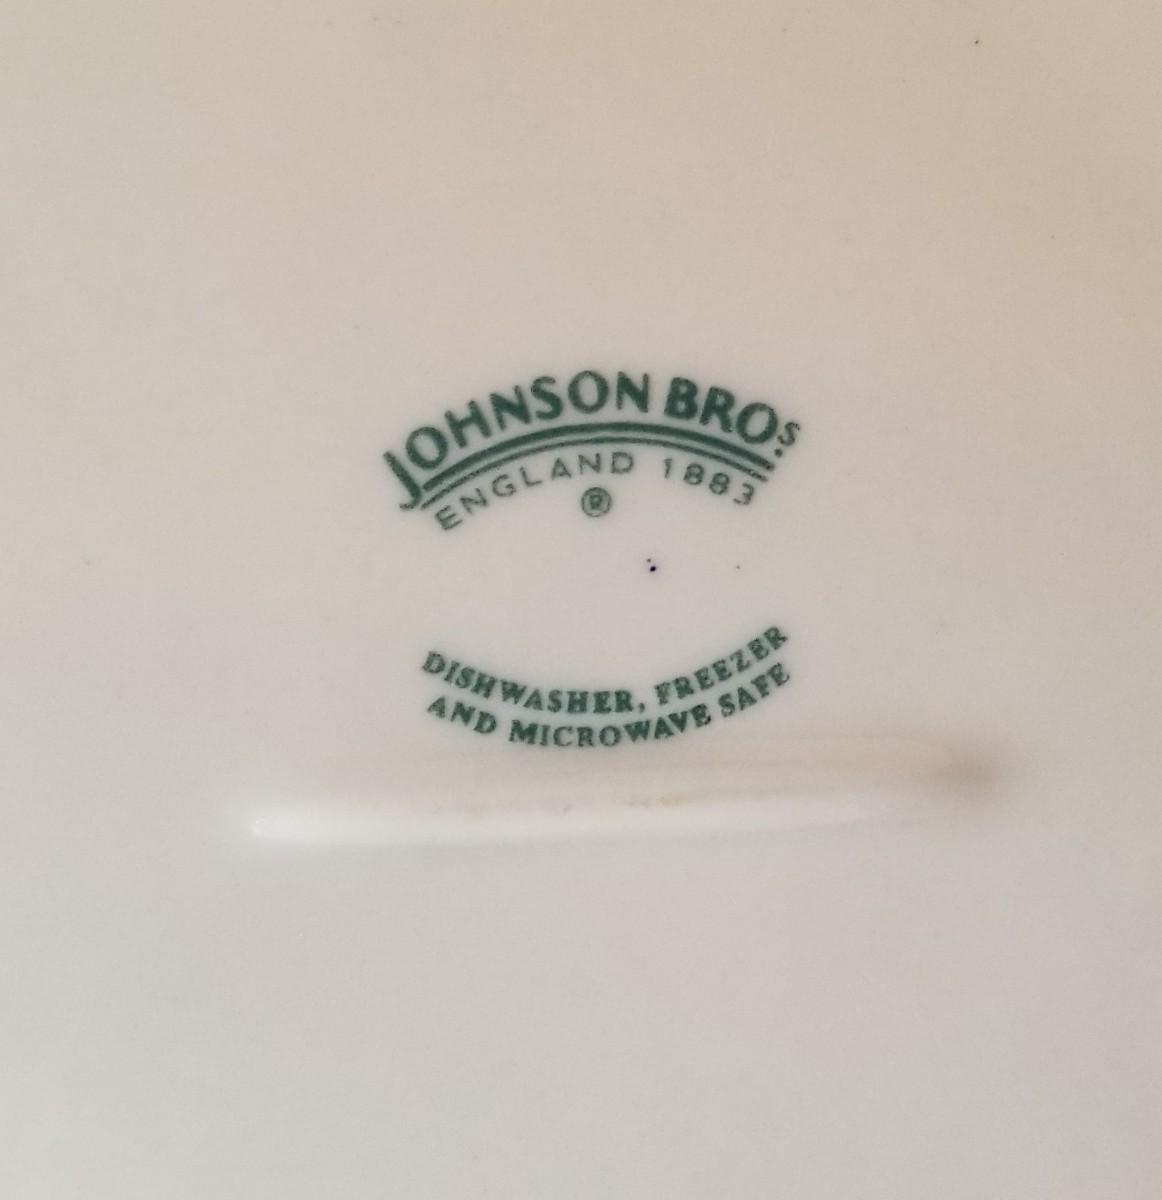 JOHNSON BROS.
ENGLAND 1883
®
DISHWASHER, FREEZER
AND MICROWAVE SAFE